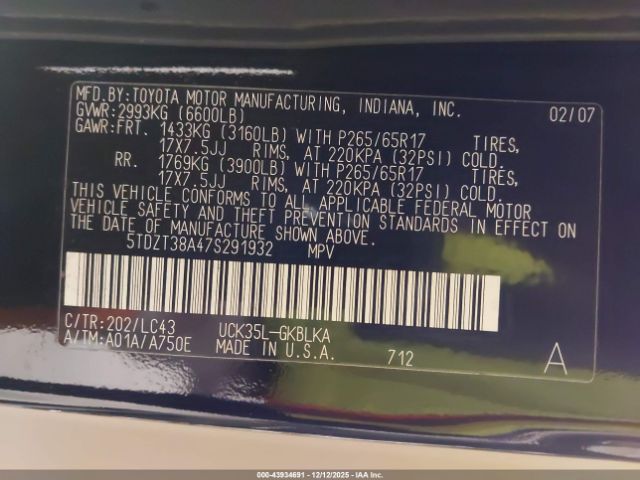 MFD.BY:TOYOTA MOTOR MANUFACTURING, INDIANA, INC. 02/07
GVWR:2993KG (6600LB)
GAWR:FRT. 1433KG (3160LB) WITH P265/65R17 TIRES,
17X7.5JJ RIMS, AT 220KPA (32PSI) COLD.
RR. 1769KG (3900LB) WITH P265/65R17 TIRES,
17X7.5JJ RIMS, AT 220KPA (32PSI) COLD.
THIS VEHICLE CONFORMS TO ALL APPLICABLE FEDERAL MOTOR
VEHICLE SAFETY AND THEFT PREVENTION STANDARDS IN EFFECT ON
THE DATE OF MANUFACTURE SHOWN ABOVE.
5TDZT38A47S291932 MPV
C/TR:202/LC43 UCK35L-GKBLKA
A/TM:A01A/A750E MADE IN U.S.A. 712 A
000-43934691 - 12/12/2025 - IAA Inc.